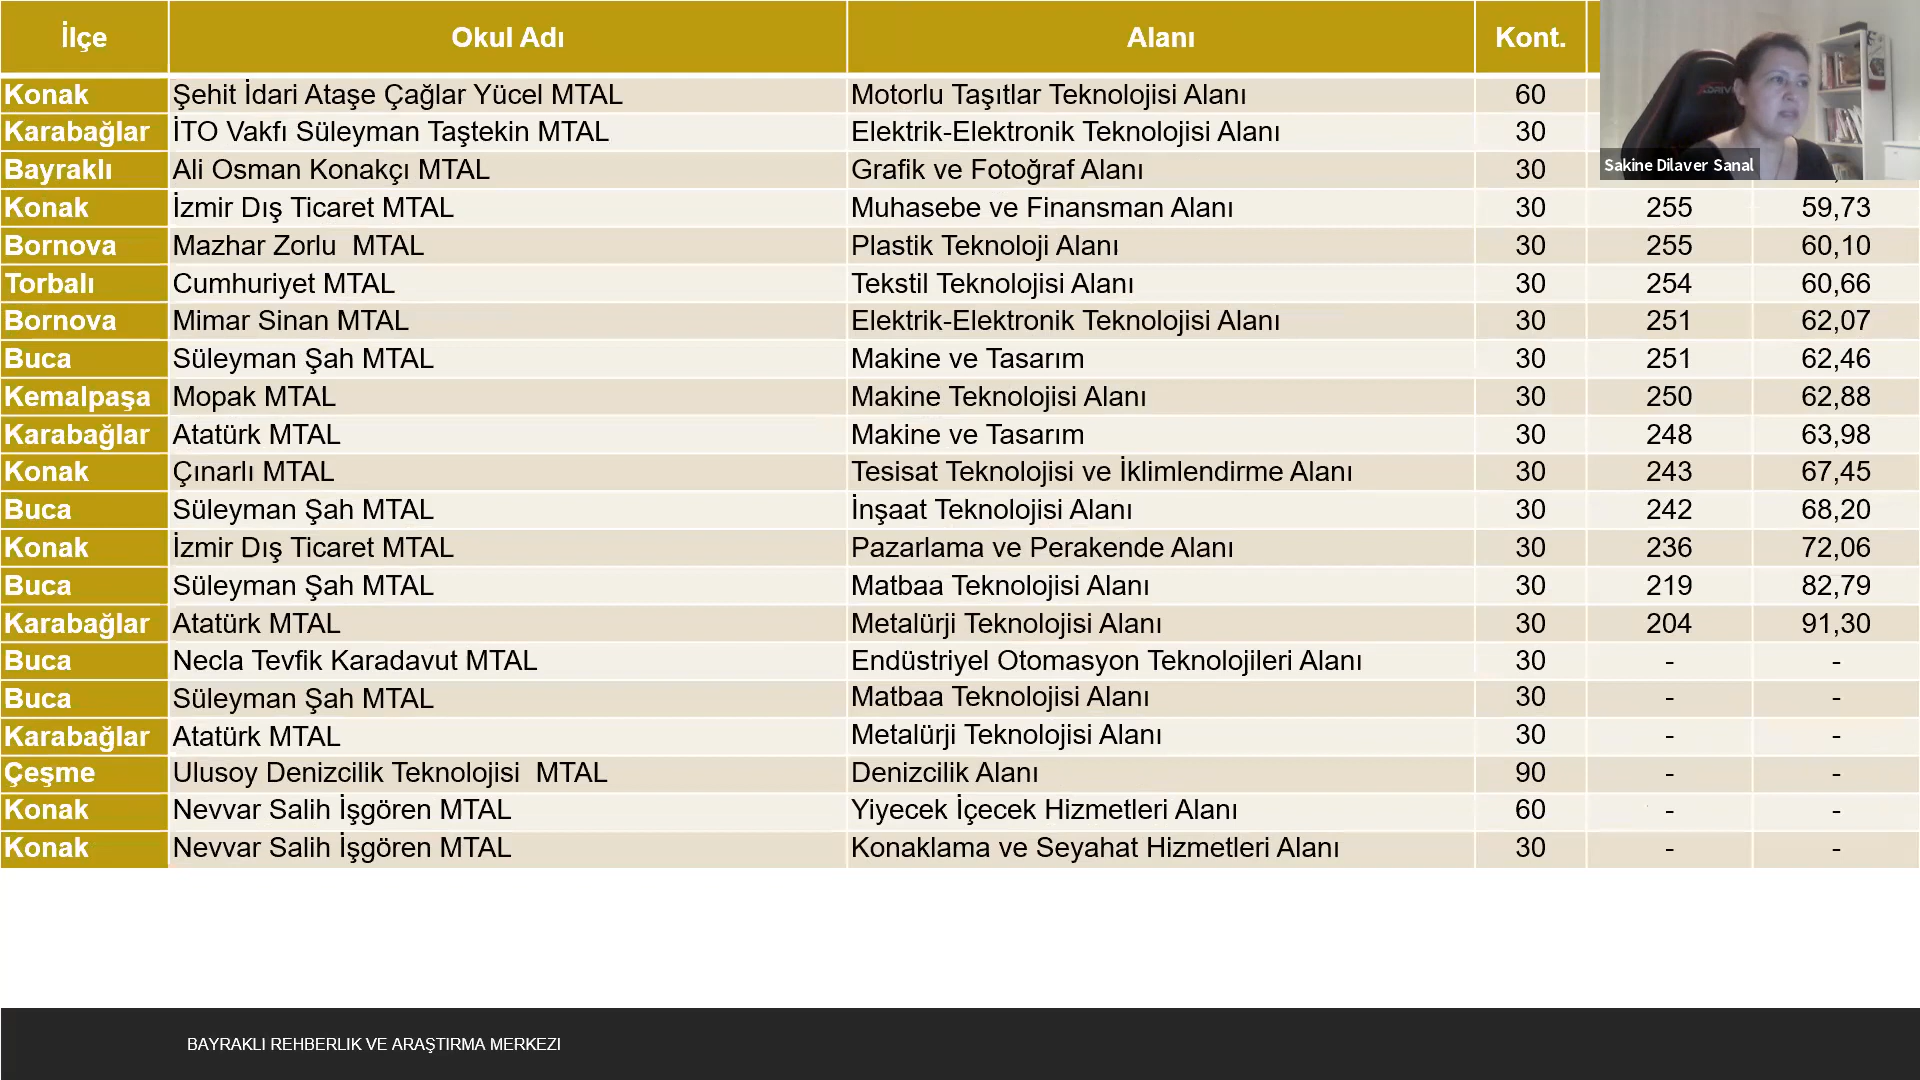 İlçe Okul Adı Alanı Kont.
Konak Şehit İdari Ataşe Çağlar Yücel MTAL Motorlu Taşıtlar Teknolojisi Alanı 60
Karabağlar İTO Vakfı Süleyman Taştekin MTAL Elektrik-Elektronik Teknolojisi Alanı 30
Bayraklı Ali Osman Konakçı MTAL Grafik ve Fotoğraf Alanı 30
Sakine Dilaver Sanal
Konak İzmir Dış Ticaret MTAL Muhasebe ve Finansman Alanı 30 255 59,73
Bornova Mazhar Zorlu  MTAL Plastik Teknoloji Alanı 30 255 60,10
Torbalı Cumhuriyet MTAL Tekstil Teknolojisi Alanı 30 254 60,66
Bornova Mimar Sinan MTAL Elektrik-Elektronik Teknolojisi Alanı 30 251 62,07
Buca Süleyman Şah MTAL Makine ve Tasarım 30 251 62,46
Kemalpaşa Mopak MTAL Makine Teknolojisi Alanı 30 250 62,88
Karabağlar Atatürk MTAL Makine ve Tasarım 30 248 63,98
Konak Çınarlı MTAL Tesisat Teknolojisi ve İklimlendirme Alanı 30 243 67,45
Buca Süleyman Şah MTAL İnşaat Teknolojisi Alanı 30 242 68,20
Konak İzmir Dış Ticaret MTAL Pazarlama ve Perakende Alanı 30 236 72,06
Buca Süleyman Şah MTAL Matbaa Teknolojisi Alanı 30 219 82,79
Karabağlar Atatürk MTAL Metalürji Teknolojisi Alanı 30 204 91,30
Buca Necla Tevfik Karadavut MTAL Endüstriyel Otomasyon Teknolojileri Alanı 30 - -
Buca Süleyman Şah MTAL Matbaa Teknolojisi Alanı 30 - -
Karabağlar Atatürk MTAL Metalürji Teknolojisi Alanı 30 - -
Çeşme Ulusoy Denizcilik Teknolojisi  MTAL Denizcilik Alanı 90 - -
Konak Nevvar Salih İşgören MTAL Yiyecek İçecek Hizmetleri Alanı 60 - -
Konak Nevvar Salih İşgören MTAL Konaklama ve Seyahat Hizmetleri Alanı 30 - -
BAYRAKLI REHBERLIK VE ARAŞTIRMA MERKEZI